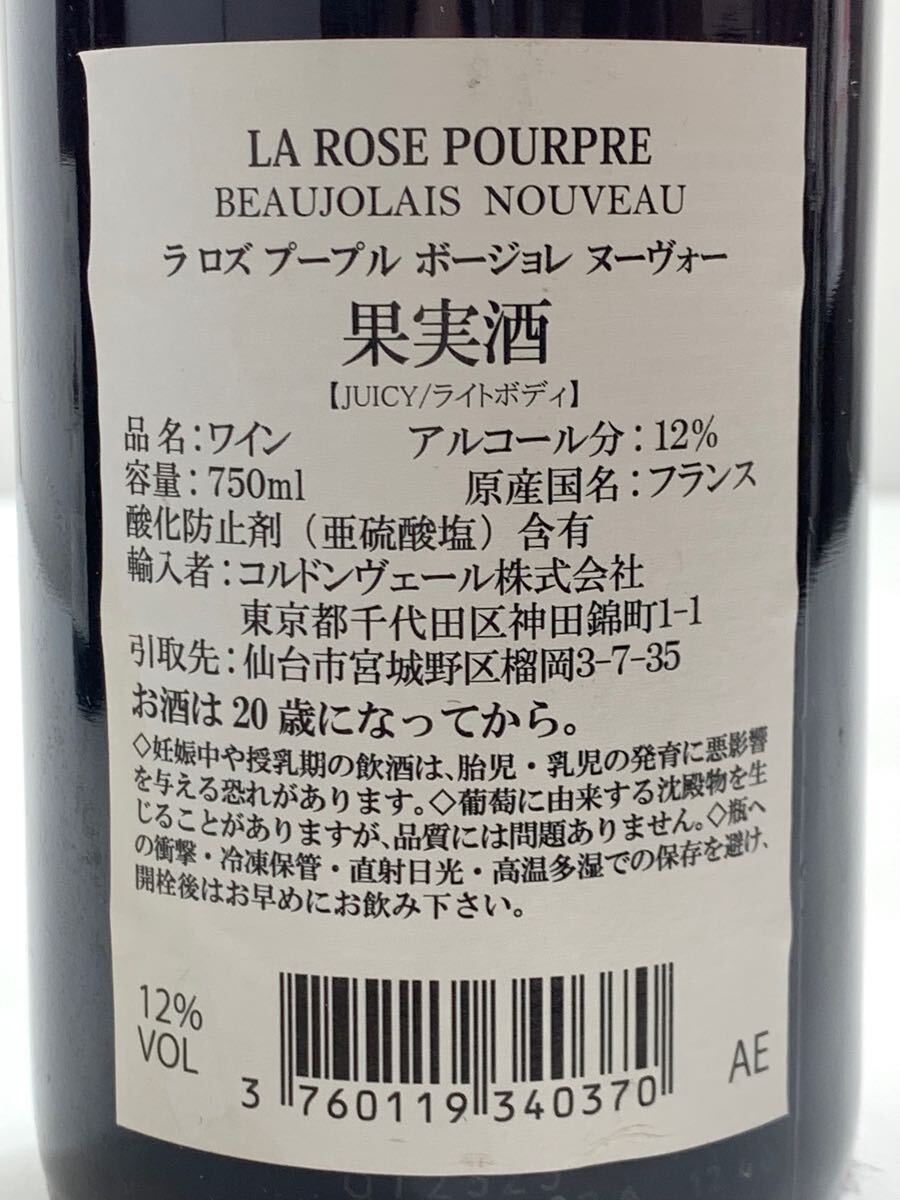 LA ROSE POURPRE
BEAUJOLAIS NOUVEAU
ラ ロズ プープル ボージョレ ヌーヴォー
果実酒
【JUICY/ライトボディ】
品名：ワイン アルコール分：12%
容量：750ml 原産国名：フランス
酸化防止剤（亜硫酸塩）含有
輸入者：コルドンヴェール株式会社
東京都千代田区神田錦町1-1
引取先：仙台市宮城野区榴岡3-7-35
お酒は20歳になってから。
◇妊娠中や授乳期の飲酒は、胎児・乳児の発育に悪影響
を与える恐れがあります。◇葡萄に由来する沈殿物を生
じることがありますが、品質には問題ありません。◇瓶へ
の衝撃・冷凍保管・直射日光・高温多湿での保存を避け、
開栓後はお早めにお飲み下さい。
12%
VOL
AE
3 760119 340370